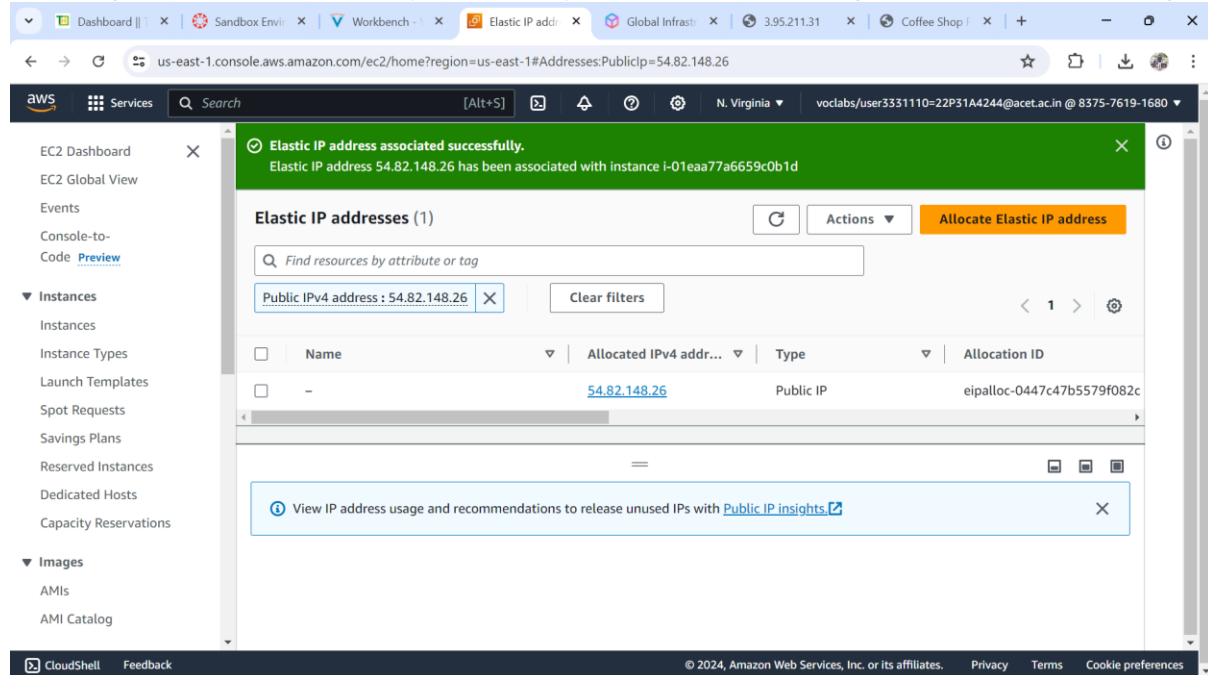 Dashboard || T
Sandbox Envir
Workbench -
Elastic IP addre
Global Infrastr
3.95.211.31
Coffee Shop F
us-east-1.console.aws.amazon.com/ec2/home?region=us-east-1#Addresses:PublicIp=54.82.148.26
aws Services Search [Alt+S] N. Virginia ▼ voclabs/user3331110=22P31A4244@acet.ac.in @ 8375-7619-1680 ▼
EC2 Dashboard
EC2 Global View
Events
Console-to-
Code Preview
▼ Instances
Instances
Instance Types
Launch Templates
Spot Requests
Savings Plans
Reserved Instances
Dedicated Hosts
Capacity Reservations
▼ Images
AMIs
AMI Catalog
Elastic IP address associated successfully.
Elastic IP address 54.82.148.26 has been associated with instance i-01eaa77a6659c0b1d
Elastic IP addresses (1) Actions ▼ Allocate Elastic IP address
Find resources by attribute or tag
Public IPv4 address : 54.82.148.26 Clear filters
< 1 >
Name Allocated IPv4 addr... Type Allocation ID
– 54.82.148.26 Public IP eipalloc-0447c47b5579f082c
View IP address usage and recommendations to release unused IPs with Public IP insights.
CloudShell Feedback © 2024, Amazon Web Services, Inc. or its affiliates. Privacy Terms Cookie preferences